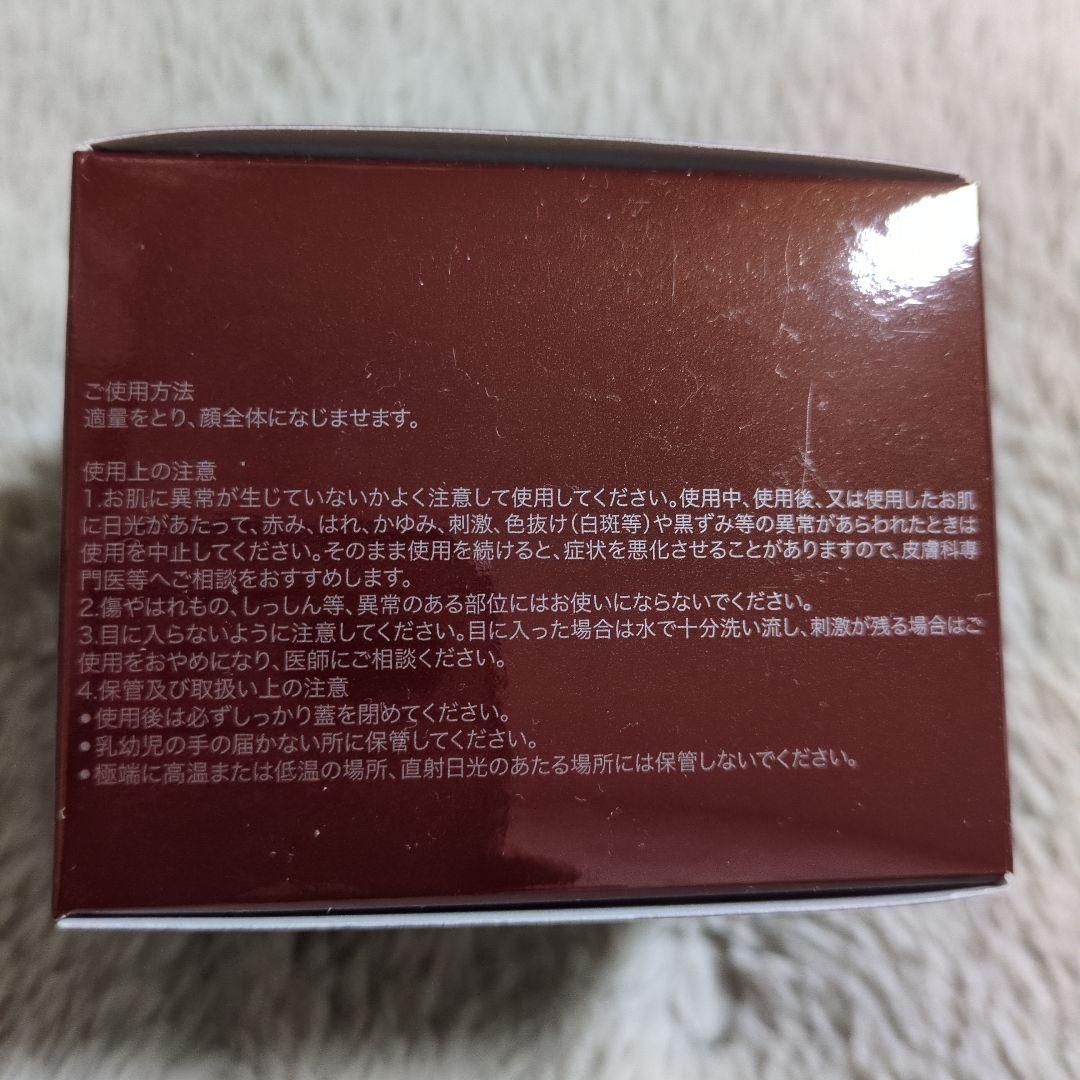 ご使用方法
適量をとり、顔全体になじませます。
使用上の注意
1.お肌に異常が生じていないかよく注意して使用してください。使用中、使用後、又は使用したお肌
に日光があたって、赤み、はれ、かゆみ、刺激、色抜け(白斑等)や黒ずみ等の異常があらわれたときは
使用を中止してください。そのまま使用を続けると、症状を悪化させることがありますので、皮膚科専
門医等へご相談をおすすめします。
2.傷やはれもの、しっしん等、異常のある部位にはお使いにならないでください。
3.目に入らないように注意してください。目に入った場合は水で十分洗い流し、刺激が残る場合はご
使用をおやめになり、医師にご相談ください。
4.保管及び取扱い上の注意
●使用後は必ずしっかり蓋を閉めてください。
●乳幼児の手の届かない所に保管してください。
●極端に高温または低温の場所、直射日光のあたる場所には保管しないでください。